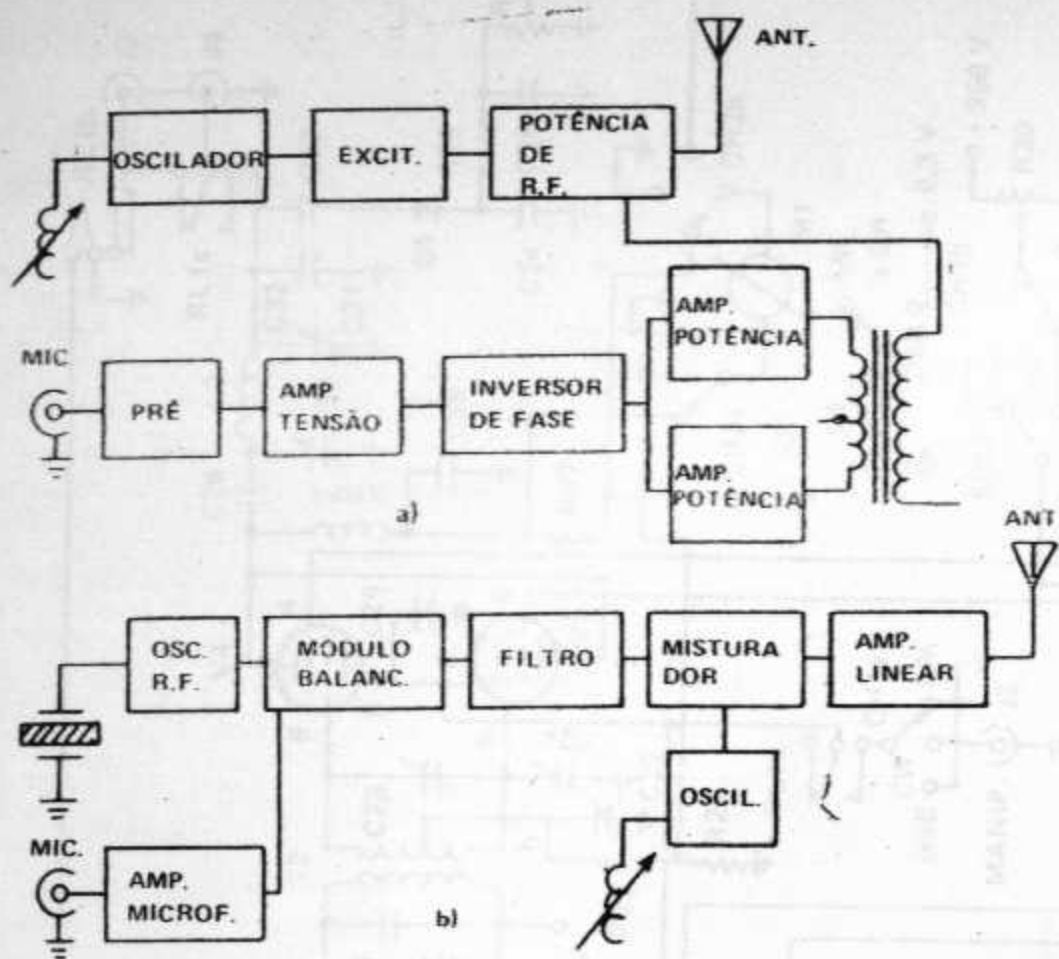 ANT.
OSCILADOR
EXCIT.
POTÊNCIA
DE
R.F.
MIC.
PRÉ
AMP.
TENSÃO
INVERSOR
DE FASE
AMP.
POTÊNCIA
AMP.
POTÊNCIA
a)
ANT
OSC.
R.F.
MODULO
BALANC.
FILTRO
MISTURA
DOR
AMP.
LINEAR
OSCIL.
MIC.
AMP.
MICROF.
b)